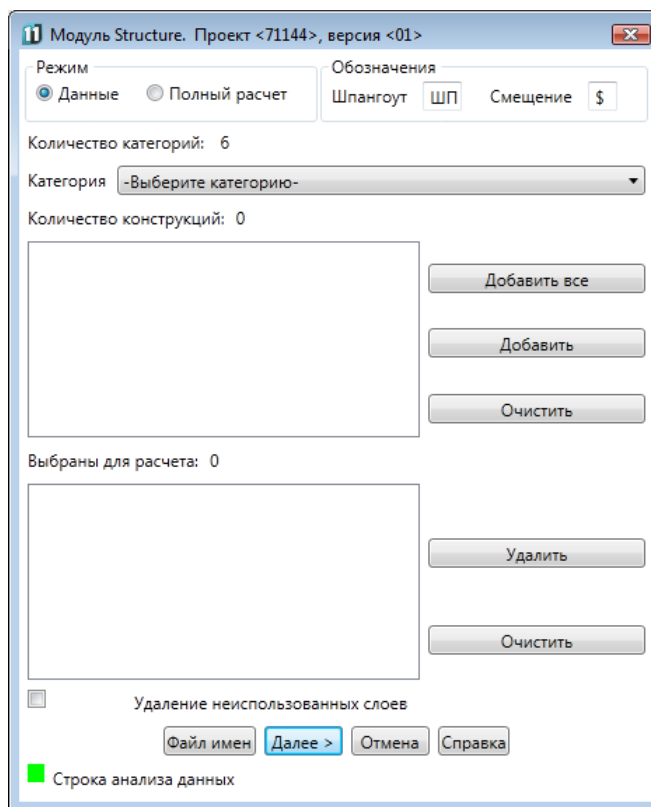 Модуль Structure. Проект <71144>, версия <01>
Режим
Обозначения
Данные Полный расчет Шпангоут ШП Смещение $
Количество категорий: 6
Категория -Выберите категорию-
Количество конструкций: 0
Добавить все
Добавить
Очистить
Выбраны для расчета: 0
Удалить
Очистить
Удаление неиспользованных слоев
Файл имен Далее > Отмена Справка
Строка анализа данных